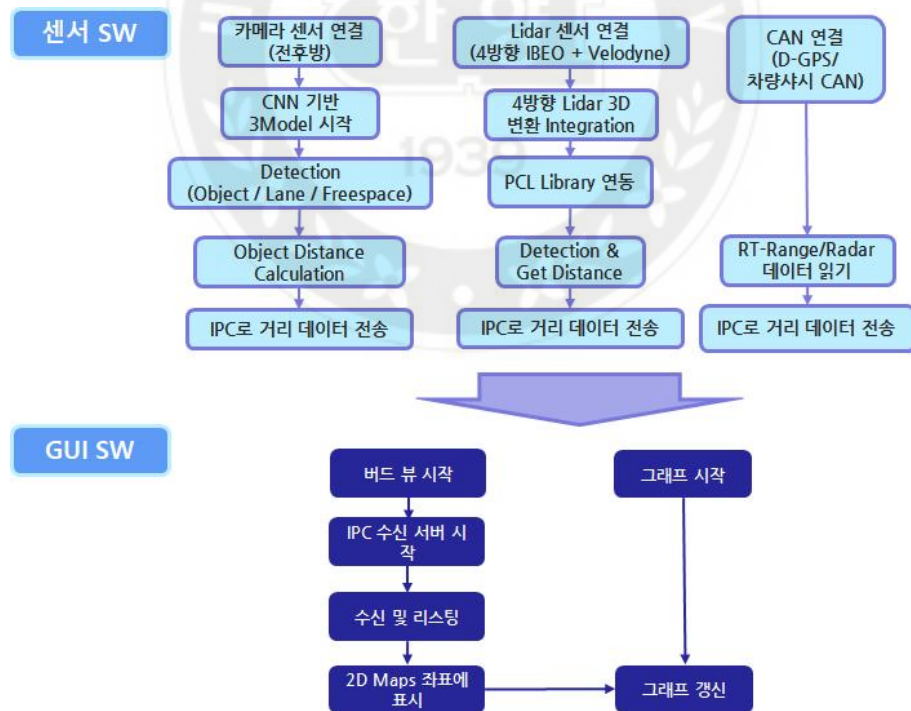 센서 SW
카메라 센서 연결
(전후방)
CNN 기반
3Model 시작
Detection
(Object / Lane / Freespace)
Object Distance
Calculation
IPC로 거리 데이터 전송
Lidar 센서 연결
(4방향 IBEO + Velodyne)
4방향 Lidar 3D
변환 Integration
PCL Library 연동
Detection &
Get Distance
IPC로 거리 데이터 전송
CAN 연결
(D-GPS/
차량샤시 CAN)
RT-Range/Radar
데이터 읽기
IPC로 거리 데이터 전송
한양
1939
GUI SW
버드 뷰 시작
IPC 수신 서버 시
작
수신 및 리스팅
2D Maps 좌표에
표시
그래프 시작
그래프 갱신